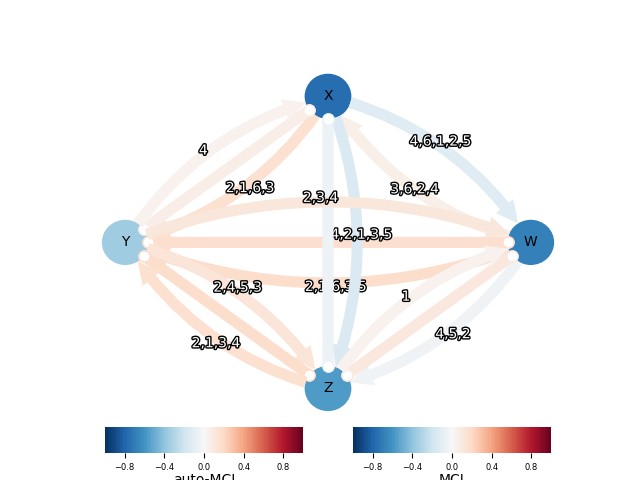 X
4
4,6,1,2,5
2,1,6,3
2,3,4
3,6,2,4
Y
4,2,1,3,5
W
2,4,5,3
1
2,1,3,4
4,5,2
Z
−0.8 −0.4 0.0 0.4 0.8
−0.8 −0.4 0.0 0.4 0.8
auto-MCI
MCI